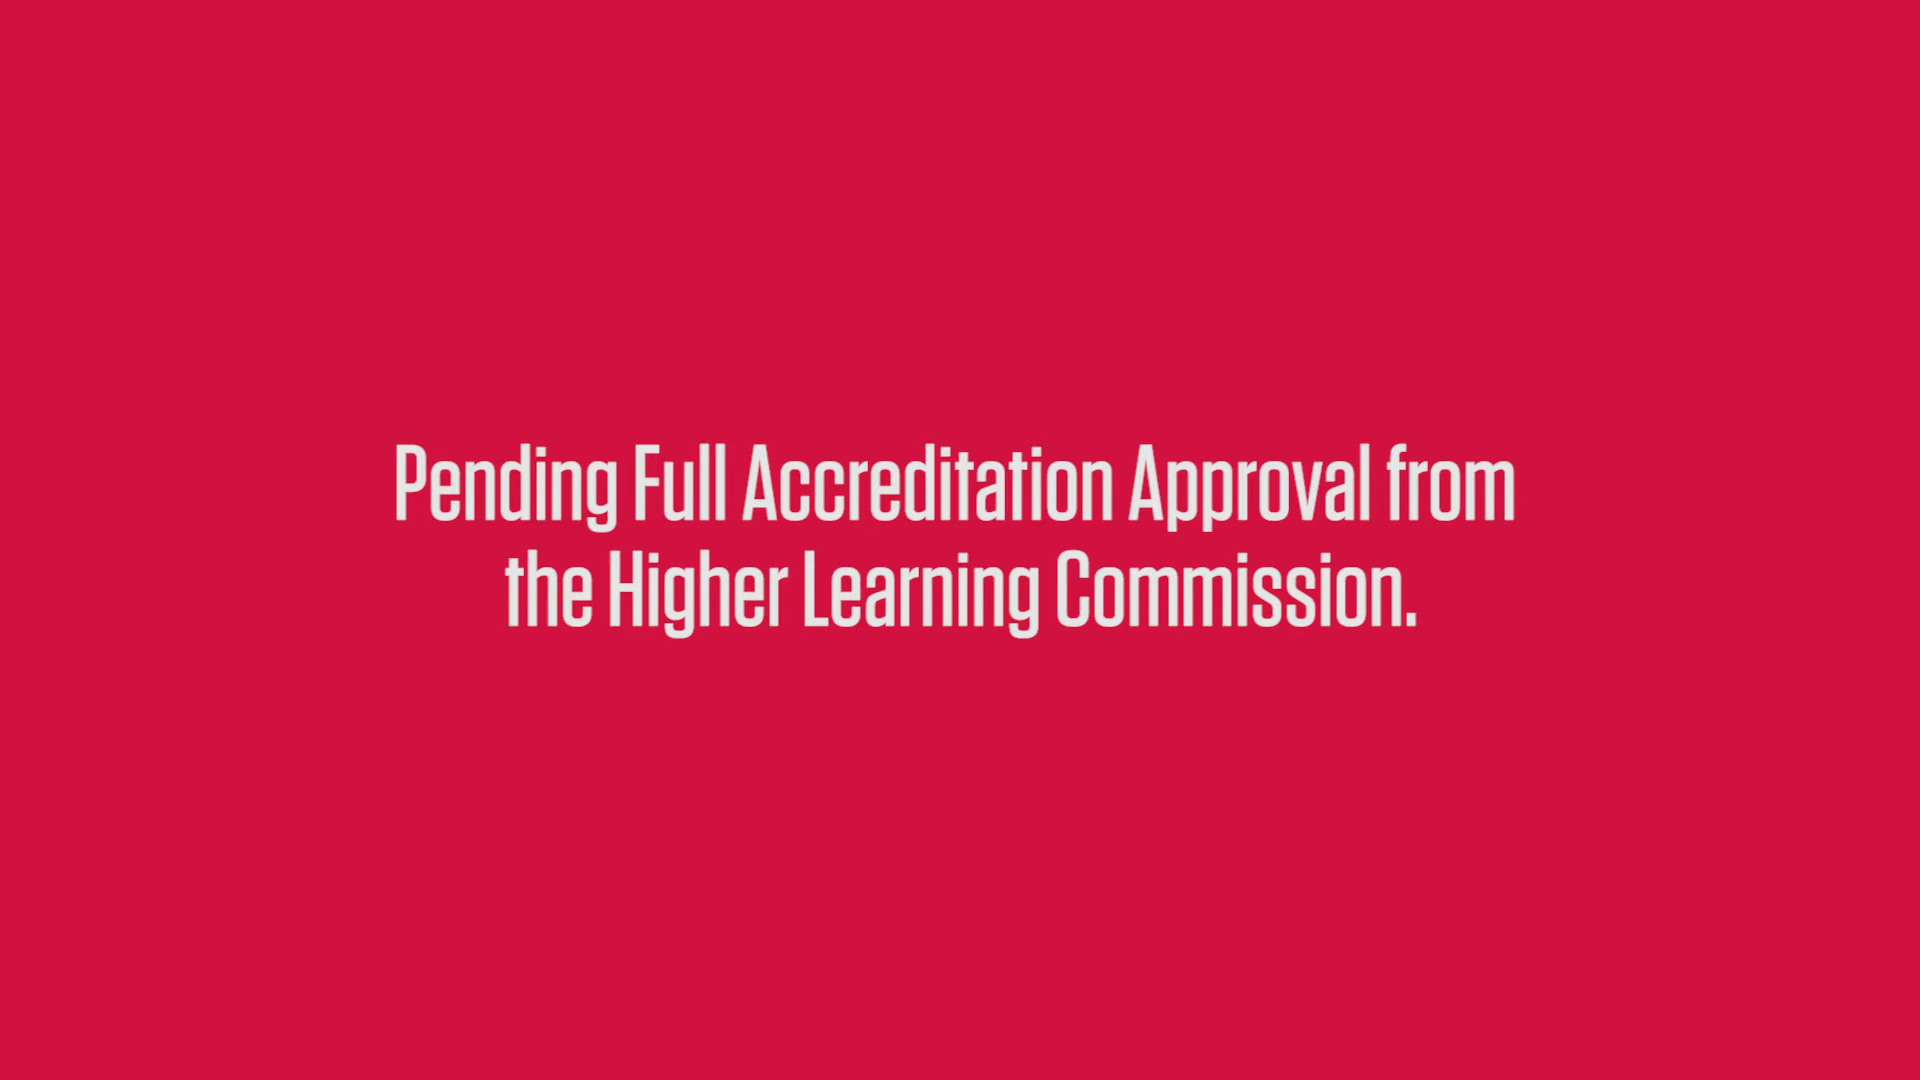 Pending Full Accreditation Approval from
the Higher Learning Commission.